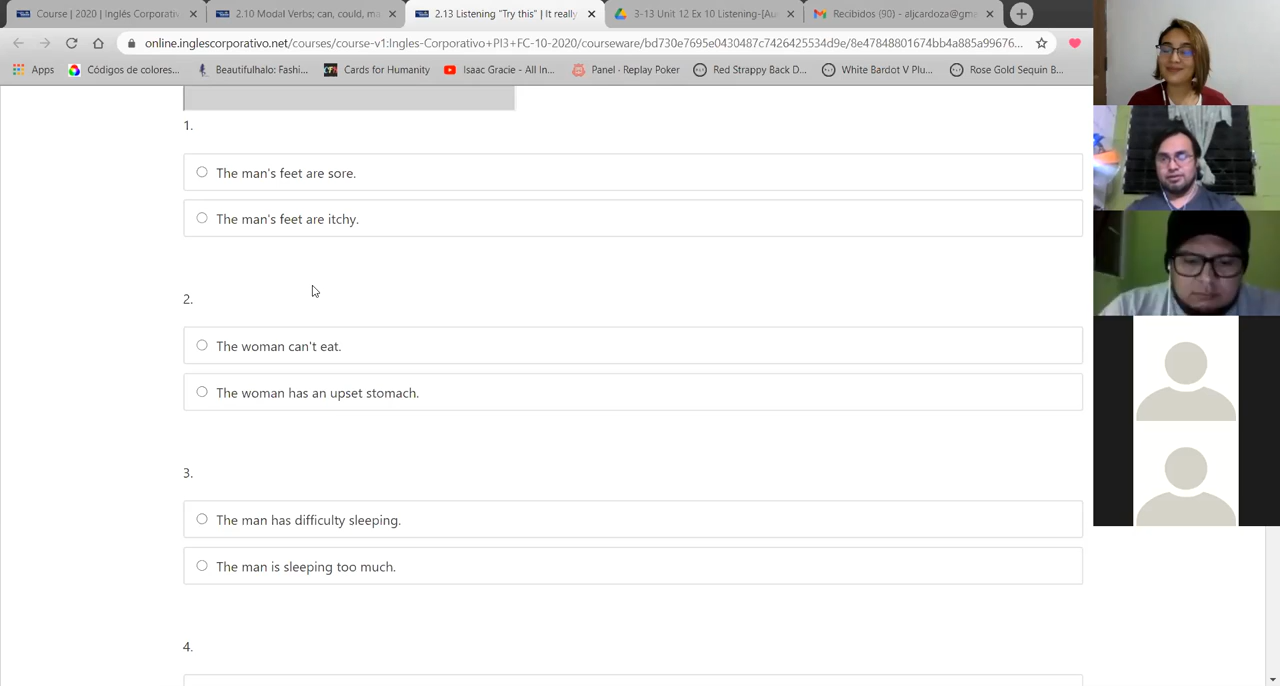 Course | 2020 | Inglés Corporativ
2.10 Modal Verbs; can, could, ma
2.13 Listening "Try this" | It really
3-13 Unit 12 Ex 10 Listening-[Au
Recibidos (90) - aljcardoza@gma
online.inglescorporativo.net/courses/course-v1:Ingles-Corporativo+PI3+FC-10-2020/courseware/bd730e7695e0430487c7426425534d9e/8e47848801674bb4a885a99676...
Apps
Códigos de colores...
Beautifulhalo: Fashi...
Cards for Humanity
Isaac Gracie - All In...
Panel · Replay Poker
Red Strappy Back D...
White Bardot V Plu...
Rose Gold Sequin B...
1.
The man's feet are sore.
The man's feet are itchy.
2.
The woman can't eat.
The woman has an upset stomach.
3.
The man has difficulty sleeping.
The man is sleeping too much.
4.